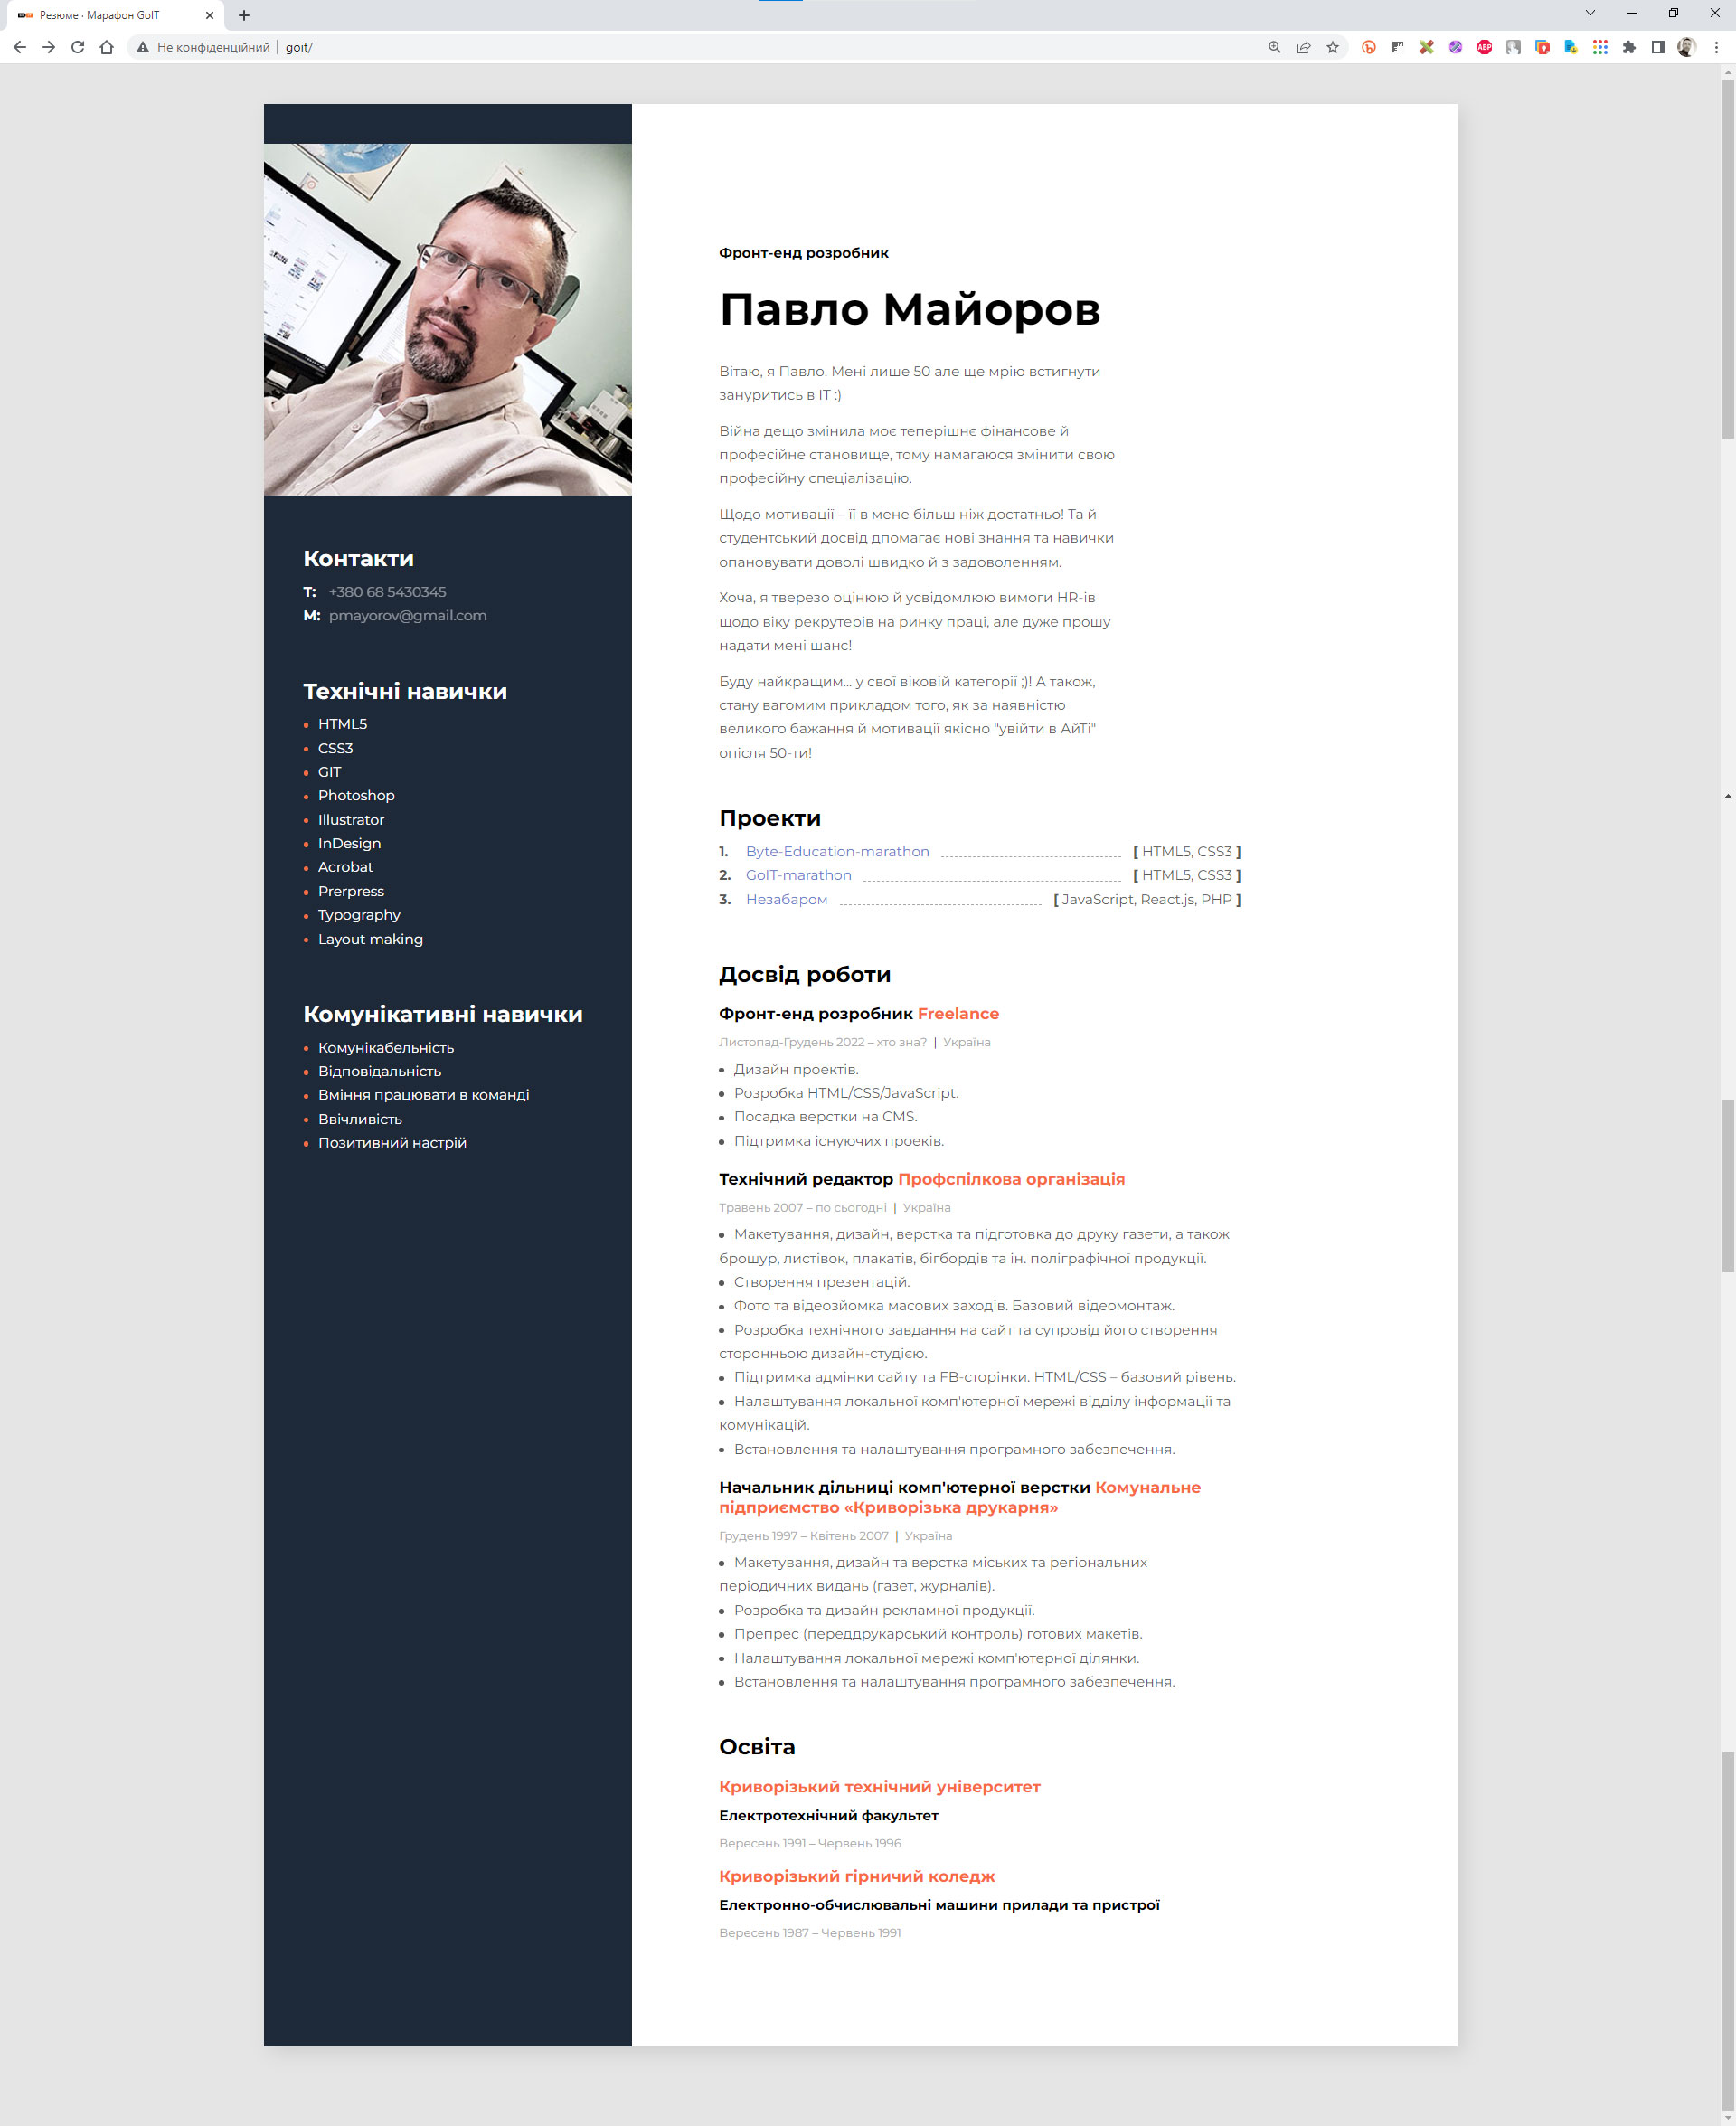 Резюме · Марафон GoIT
Не конфіденційний
goit/
ABP
Контакти
T: +380 68 5430345
M: pmayorov@gmail.com
Технічні навички
HTML5
CSS3
GIT
Photoshop
Illustrator
InDesign
Acrobat
Prerpress
Typography
Layout making
Комунікативні навички
Комунікабельність
Відповідальність
Вміння працювати в команді
Ввічливість
Позитивний настрій
Фронт-енд розробник
Павло Майоров
Вітаю, я Павло. Мені лише 50 але ще мрію встигнути
зануритись в IT :)
Війна дещо змінила моє теперішнє фінансове й
професійне становище, тому намагаюся змінити свою
професійну спеціалізацію.
Щодо мотивації – її в мене більш ніж достатньо! Та й
студентський досвід дпомагає нові знання та навички
опановувати доволі швидко й з задоволенням.
Хоча, я тверезо оцінюю й усвідомлюю вимоги HR-ів
щодо віку рекрутерів на ринку праці, але дуже прошу
надати мені шанс!
Буду найкращим... у свої віковій категорії ;)! А також,
стану вагомим прикладом того, як за наявністю
великого бажання й мотивації якісно "увійти в АйТі"
опісля 50-ти!
Проекти
1. Byte-Education-marathon [ HTML5, CSS3 ]
2. GoIT-marathon [ HTML5, CSS3 ]
3. Незабаром [ JavaScript, React.js, PHP ]
Досвід роботи
Фронт-енд розробник Freelance
Листопад-Грудень 2022 – хто зна? | Україна
Дизайн проектів.
Розробка HTML/CSS/JavaScript.
Посадка верстки на CMS.
Підтримка існуючих проеків.
Технічний редактор Профспілкова організація
Травень 2007 – по сьогодні | Україна
Макетування, дизайн, верстка та підготовка до друку газети, а також
брошур, листівок, плакатів, бігбордів та ін. поліграфічної продукції.
Створення презентацій.
Фото та відеозйомка масових заходів. Базовий відеомонтаж.
Розробка технічного завдання на сайт та супровід його створення
сторонньою дизайн-студією.
Підтримка адмінки сайту та FB-сторінки. HTML/CSS – базовий рівень.
Налаштування локальної комп'ютерної мережі відділу інформації та
комунікацій.
Встановлення та налаштування програмного забезпечення.
Начальник дільниці комп'ютерної верстки Комунальне
підприємство «Криворізька друкарня»
Грудень 1997 – Квітень 2007 | Україна
Макетування, дизайн та верстка міських та регіональних
періодичних видань (газет, журналів).
Розробка та дизайн рекламної продукції.
Препрес (переддрукарський контроль) готових макетів.
Налаштування локальної мережі комп'ютерної ділянки.
Встановлення та налаштування програмного забезпечення.
Освіта
Криворізький технічний університет
Електротехнічний факультет
Вересень 1991 – Червень 1996
Криворізький гірничий коледж
Електронно-обчислювальні машини прилади та пристрої
Вересень 1987 – Червень 1991